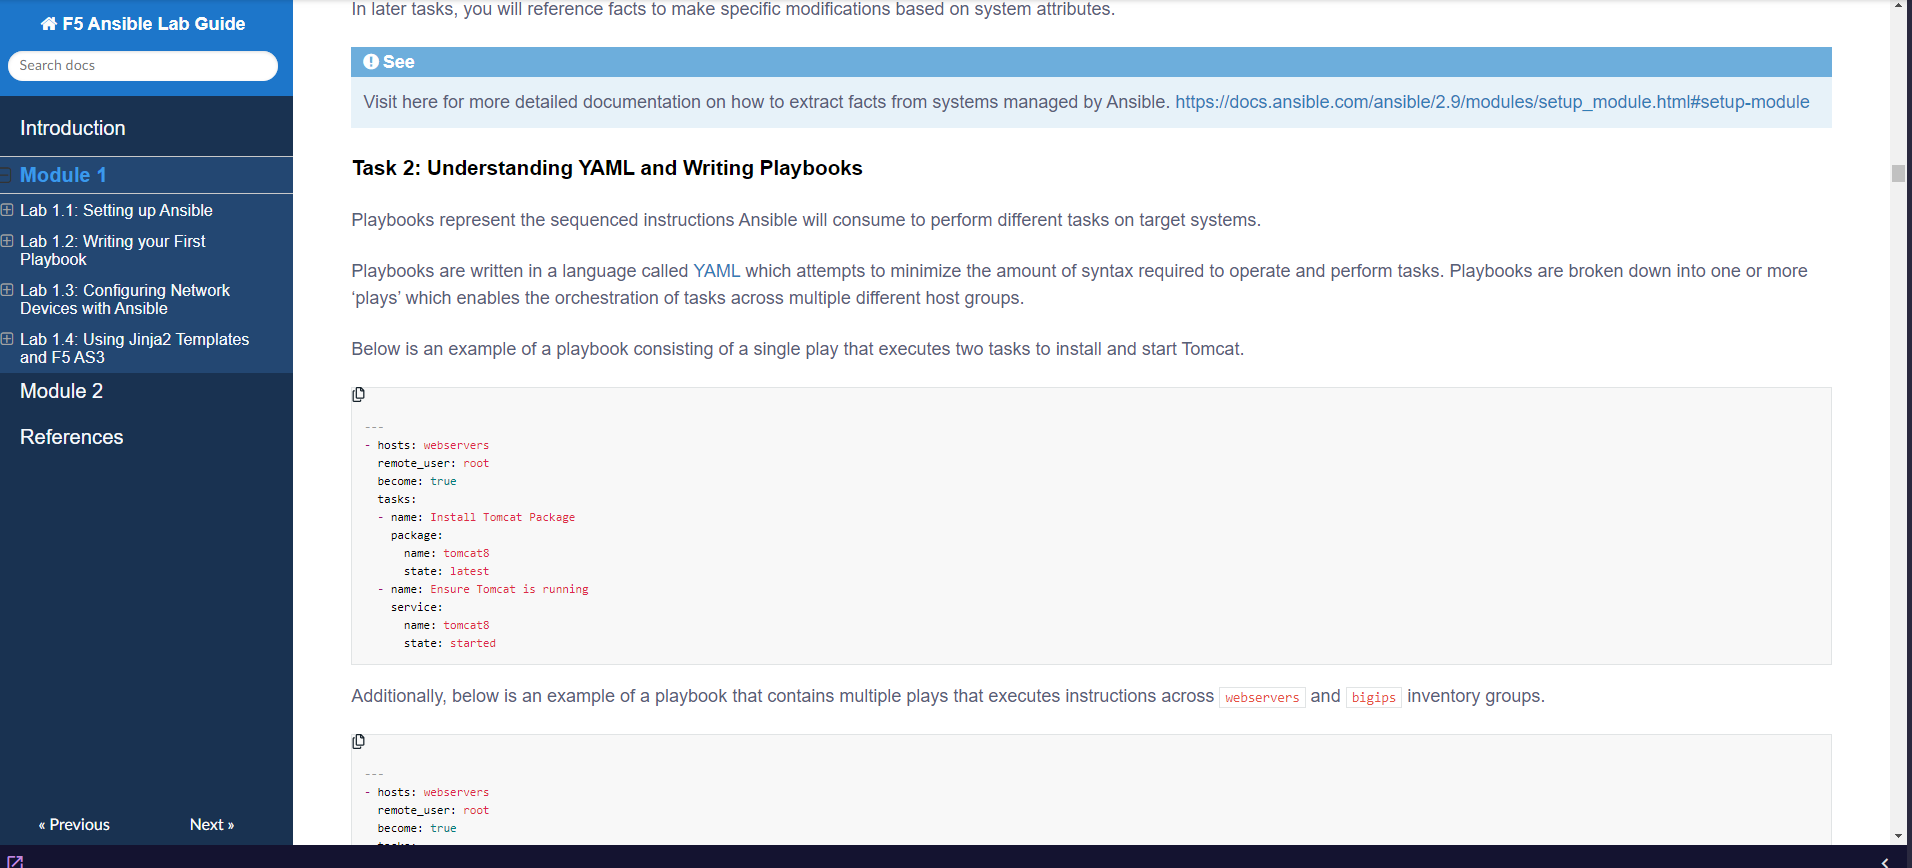 F5 Ansible Lab Guide
Search docs
Introduction
Module 1
Lab 1.1: Setting up Ansible
Lab 1.2: Writing your First
Playbook
Lab 1.3: Configuring Network
Devices with Ansible
Lab 1.4: Using Jinja2 Templates
and F5 AS3
Module 2
References
« Previous
Next »
In later tasks, you will reference facts to make specific modifications based on system attributes.
See
Visit here for more detailed documentation on how to extract facts from systems managed by Ansible. https://docs.ansible.com/ansible/2.9/modules/setup_module.html#setup-module
Task 2: Understanding YAML and Writing Playbooks
Playbooks represent the sequenced instructions Ansible will consume to perform different tasks on target systems.
Playbooks are written in a language called YAML which attempts to minimize the amount of syntax required to operate and perform tasks. Playbooks are broken down into one or more
‘plays’ which enables the orchestration of tasks across multiple different host groups.
Below is an example of a playbook consisting of a single play that executes two tasks to install and start Tomcat.
---
- hosts: webservers
  remote_user: root
  become: true
  tasks:
  - name: Install Tomcat Package
    package:
      name: tomcat8
      state: latest
  - name: Ensure Tomcat is running
    service:
      name: tomcat8
      state: started
Additionally, below is an example of a playbook that contains multiple plays that executes instructions across webservers and bigips inventory groups.
---
- hosts: webservers
  remote_user: root
  become: true
  tasks: